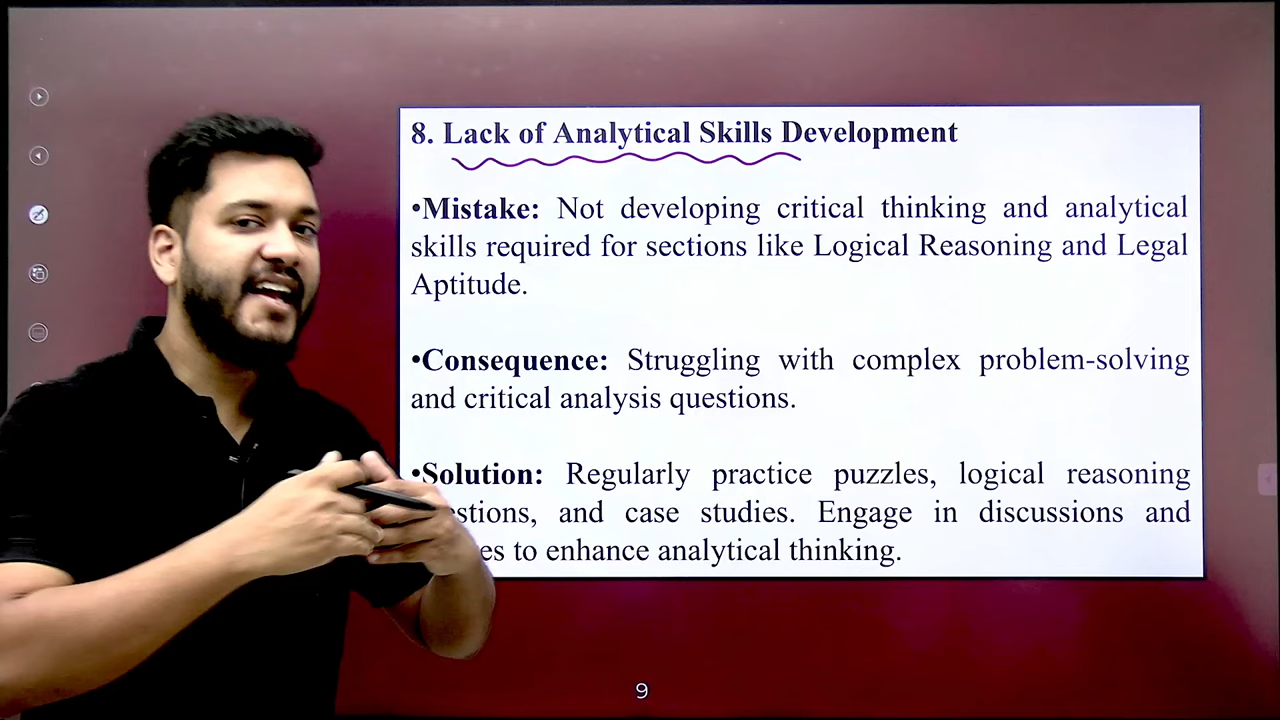 8. Lack of Analytical Skills Development
•Mistake: Not developing critical thinking and analytical
skills required for sections like Logical Reasoning and Legal
Aptitude.
•Consequence: Struggling with complex problem-solving
and critical analysis questions.
•Solution: Regularly practice puzzles, logical reasoning
estions, and case studies. Engage in discussions and
es to enhance analytical thinking.
9